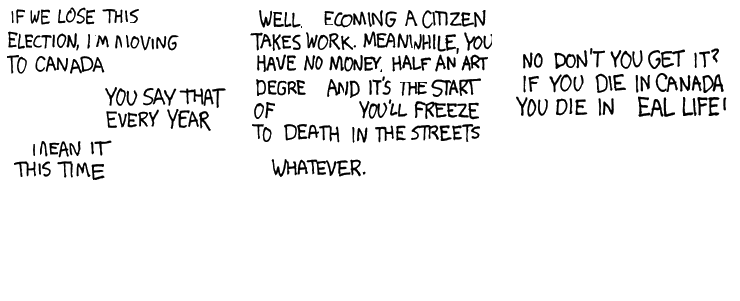 IF WE LOSE THIS
ELECTION, I'M MOVING
TO CANADA
YOU SAY THAT
EVERY YEAR
MEAN IT
THIS TIME
WELL. ECOMING A CITIZEN
TAKES WORK. MEANWHILE, YOU
HAVE NO MONEY, HALF AN ART
DEGRE AND IT'S THE START
OF YOU'LL FREEZE
TO DEATH IN THE STREETS
WHATEVER.
NO DON'T YOU GET IT?
IF YOU DIE IN CANADA
YOU DIE IN EAL LIFE!